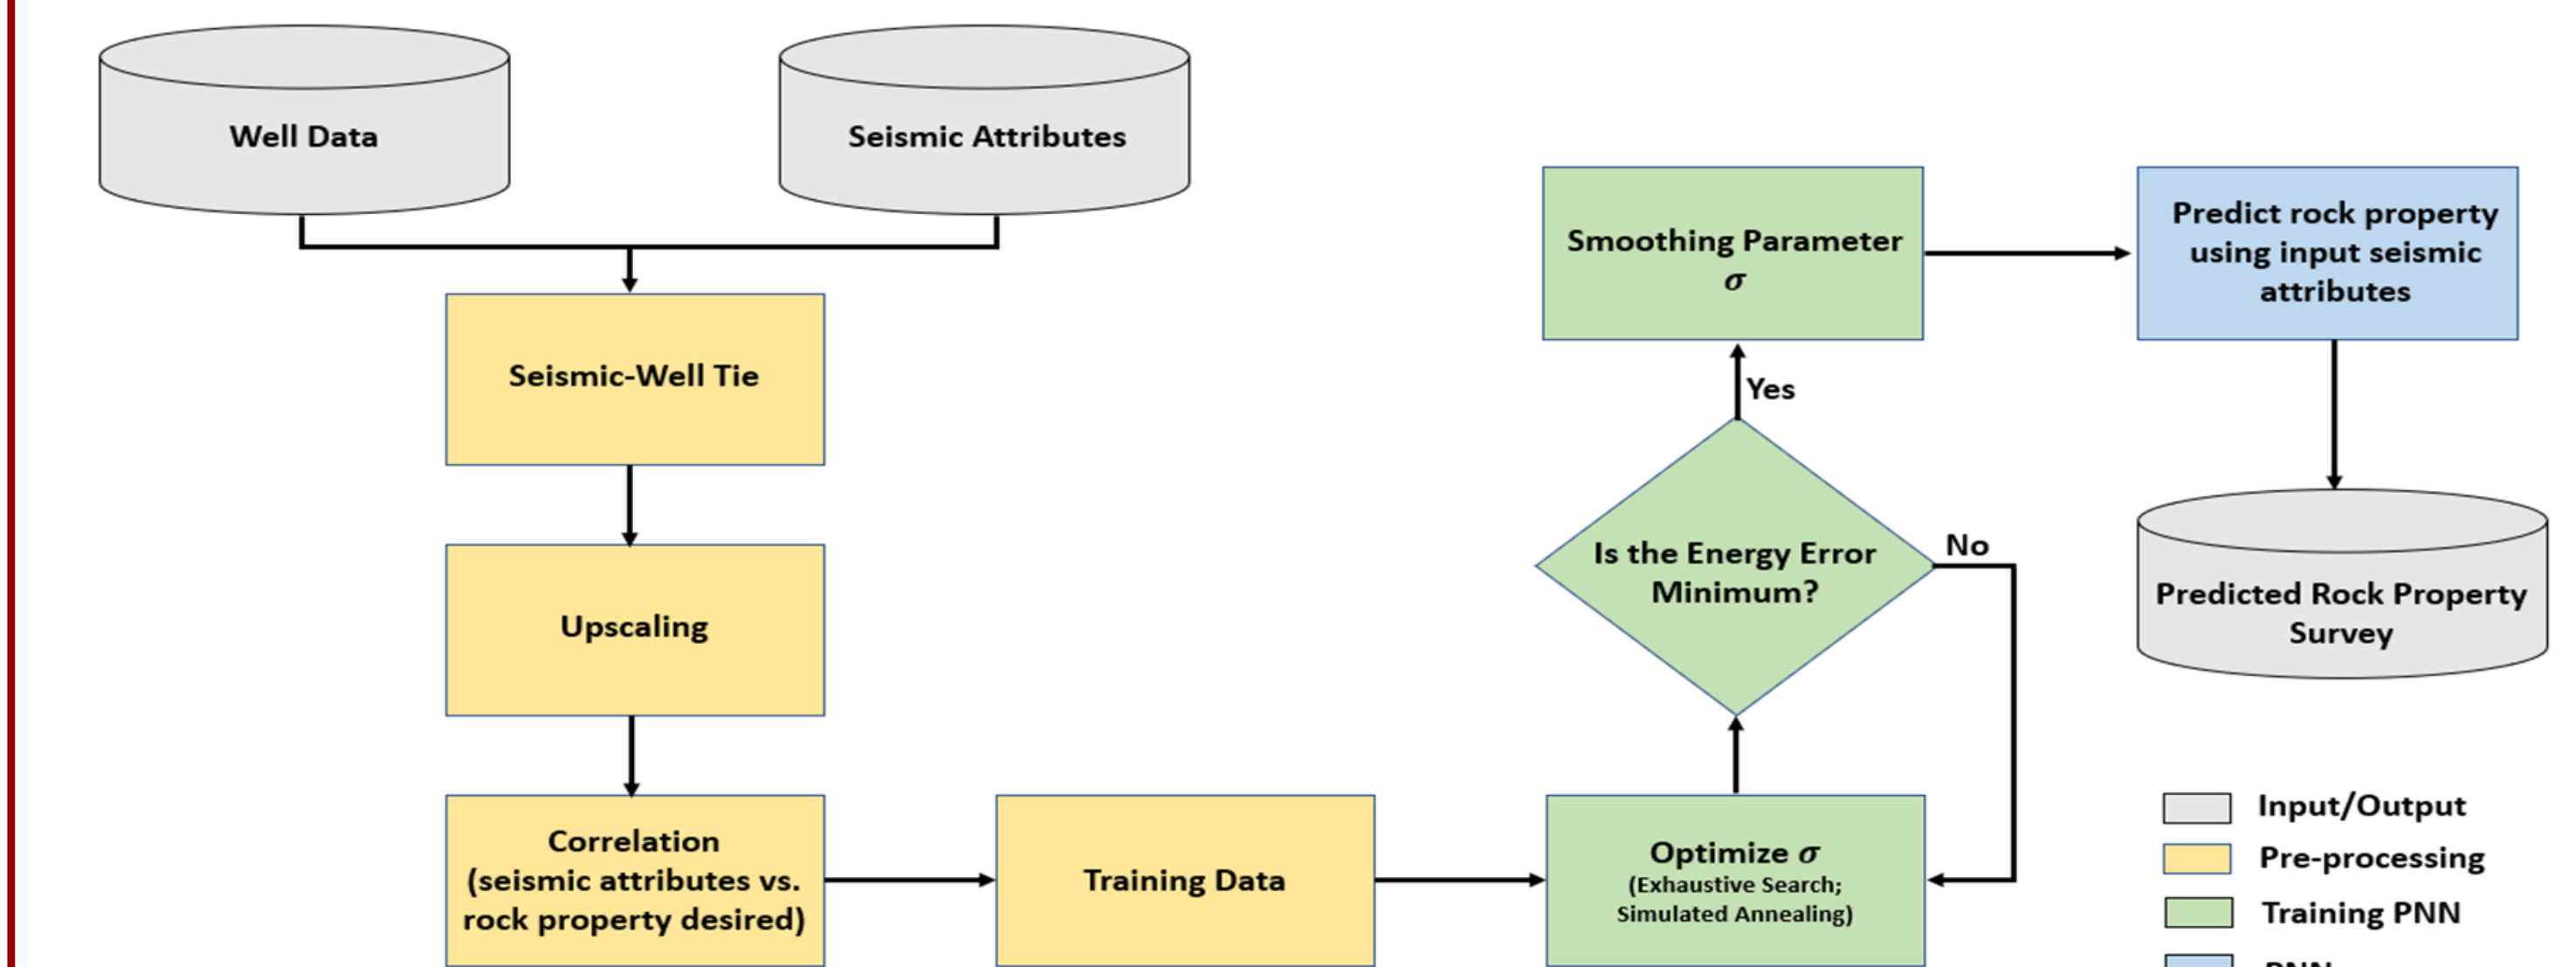 Well Data
Seismic Attributes
Seismic-Well Tie
Upscaling
Correlation
(seismic attributes vs.
rock property desired)
Training Data
Optimize σ
(Exhaustive Search;
Simulated Annealing)
Is the Energy Error
Minimum?
No
Yes
Smoothing Parameter
σ
Predict rock property
using input seismic
attributes
Predicted Rock Property
Survey
Input/Output
Pre-processing
Training PNN
PNN